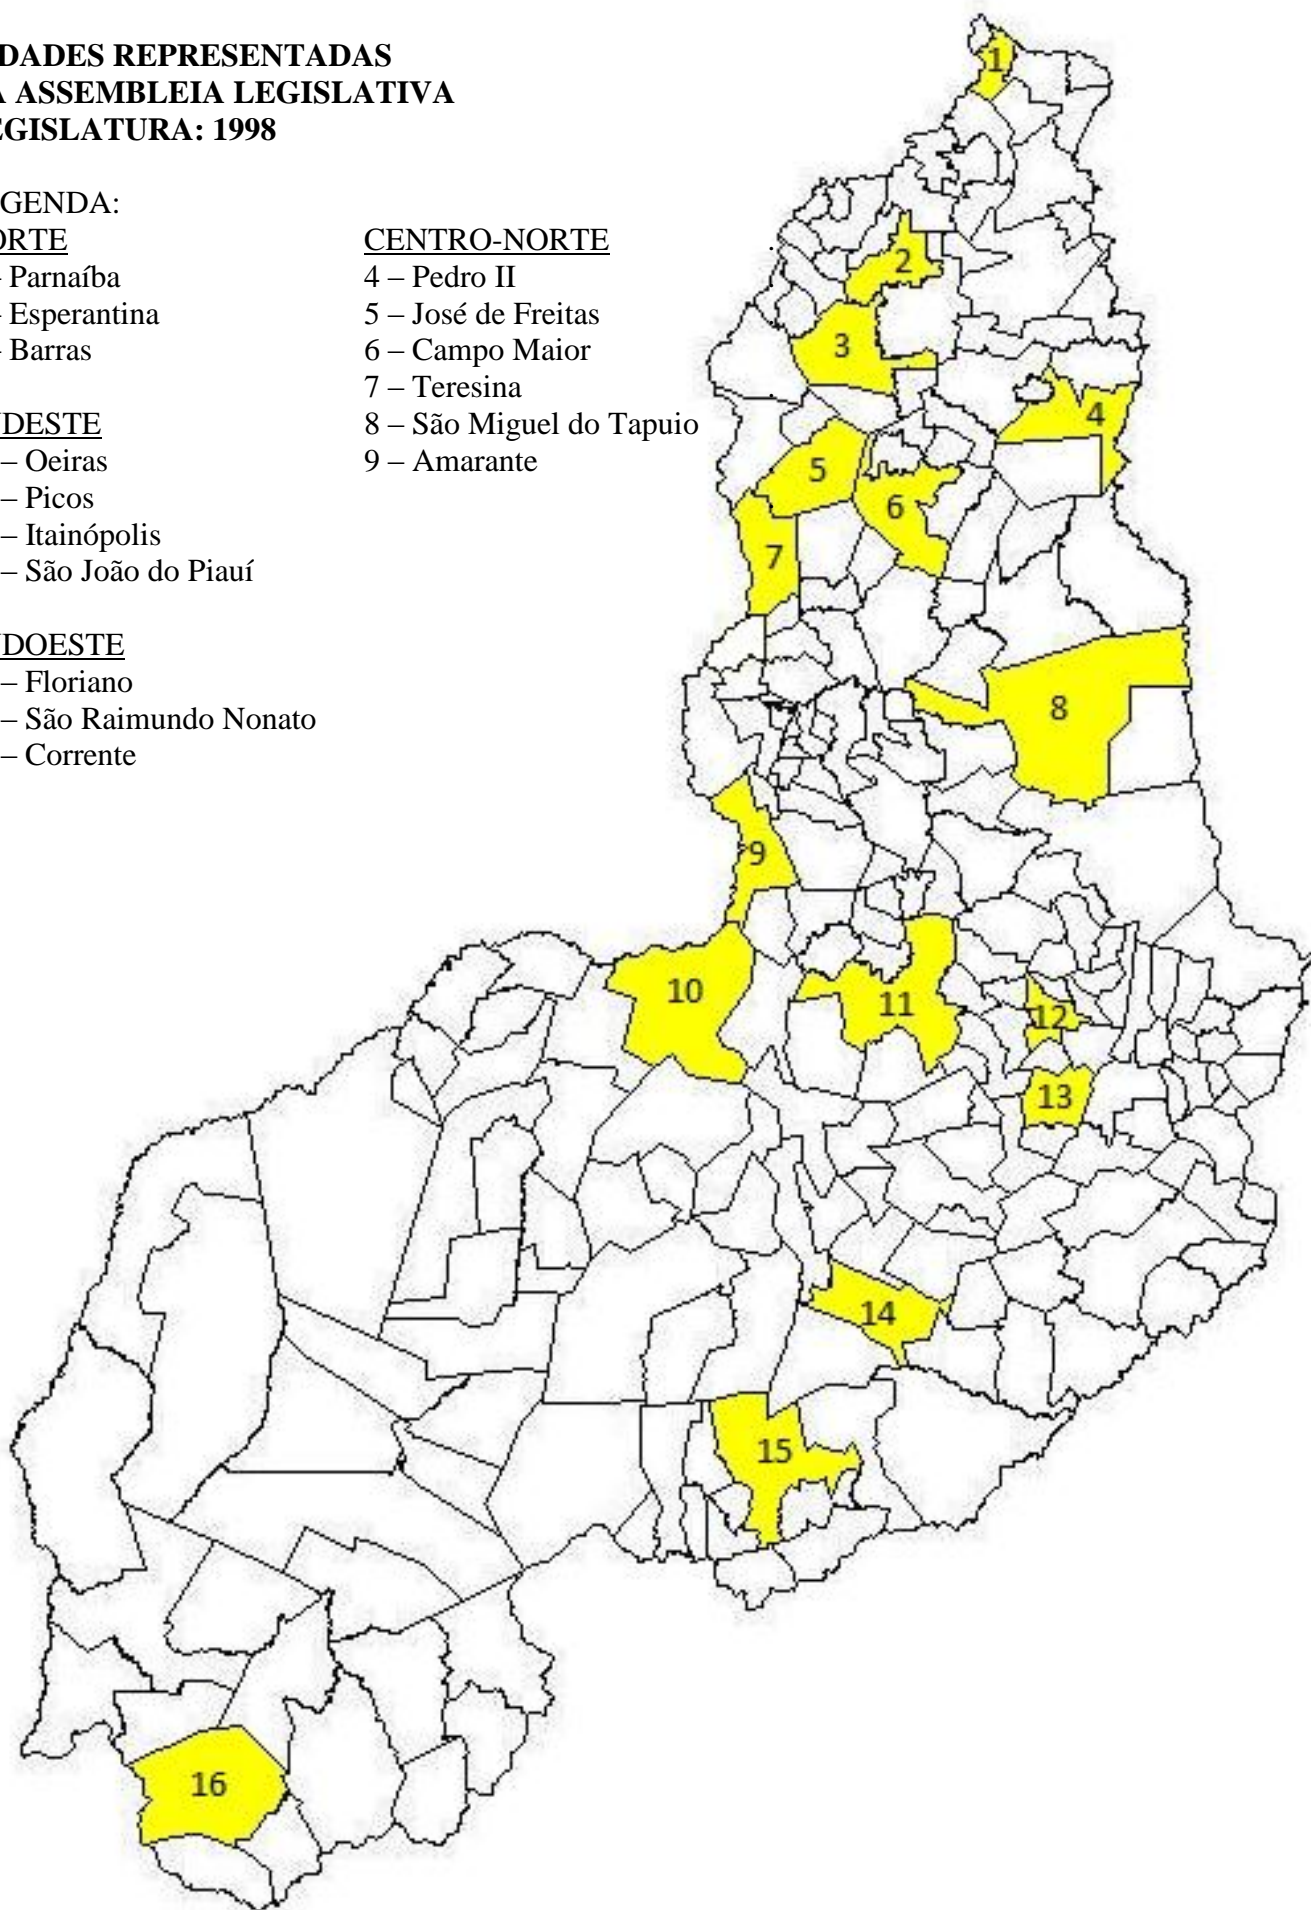 DADES REPRESENTADAS
A ASSEMBLEIA LEGISLATIVA
EGISLATURA: 1998
GENDA:
ORTE
– Parnaíba
– Esperantina
– Barras
CENTRO-NORTE
4 – Pedro II
5 – José de Freitas
6 – Campo Maior
7 – Teresina
8 – São Miguel do Tapuio
9 – Amarante
DESTE
– Oeiras
– Picos
– Itainópolis
– São João do Piauí
DOESTE
– Floriano
– São Raimundo Nonato
– Corrente
1
2
3
4
5
6
7
8
9
10
11
12
13
14
15
16